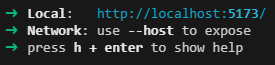 ➜ Local: http://localhost:5173/
➜ Network: use --host to expose
➜ press h + enter to show help